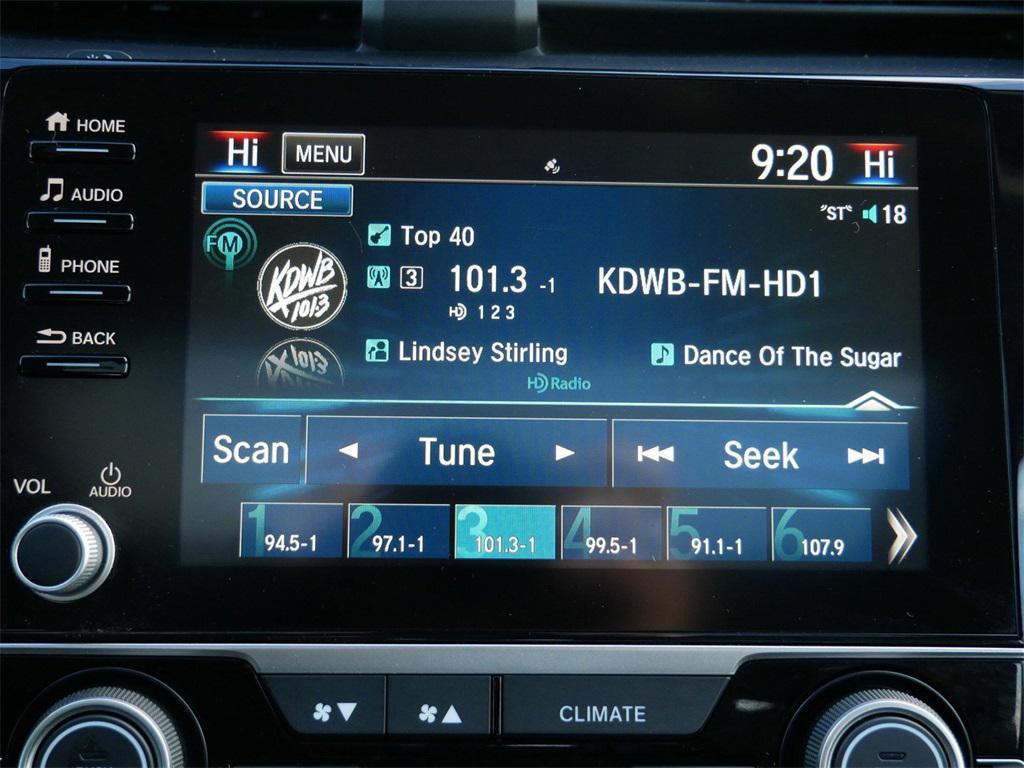 HOME
AUDIO
PHONE
BACK
VOL
AUDIO
Hi MENU 9:20 Hi
SOURCE "ST" 18
FM
KDWB
101.3
Top 40
3 101.3 -1 KDWB-FM-HD1
HD 1 2 3
Lindsey Stirling Dance Of The Sugar
HD Radio
Scan Tune Seek
1 94.5-1 2 97.1-1 3 101.3-1 4 99.5-1 5 91.1-1 6 107.9
CLIMATE